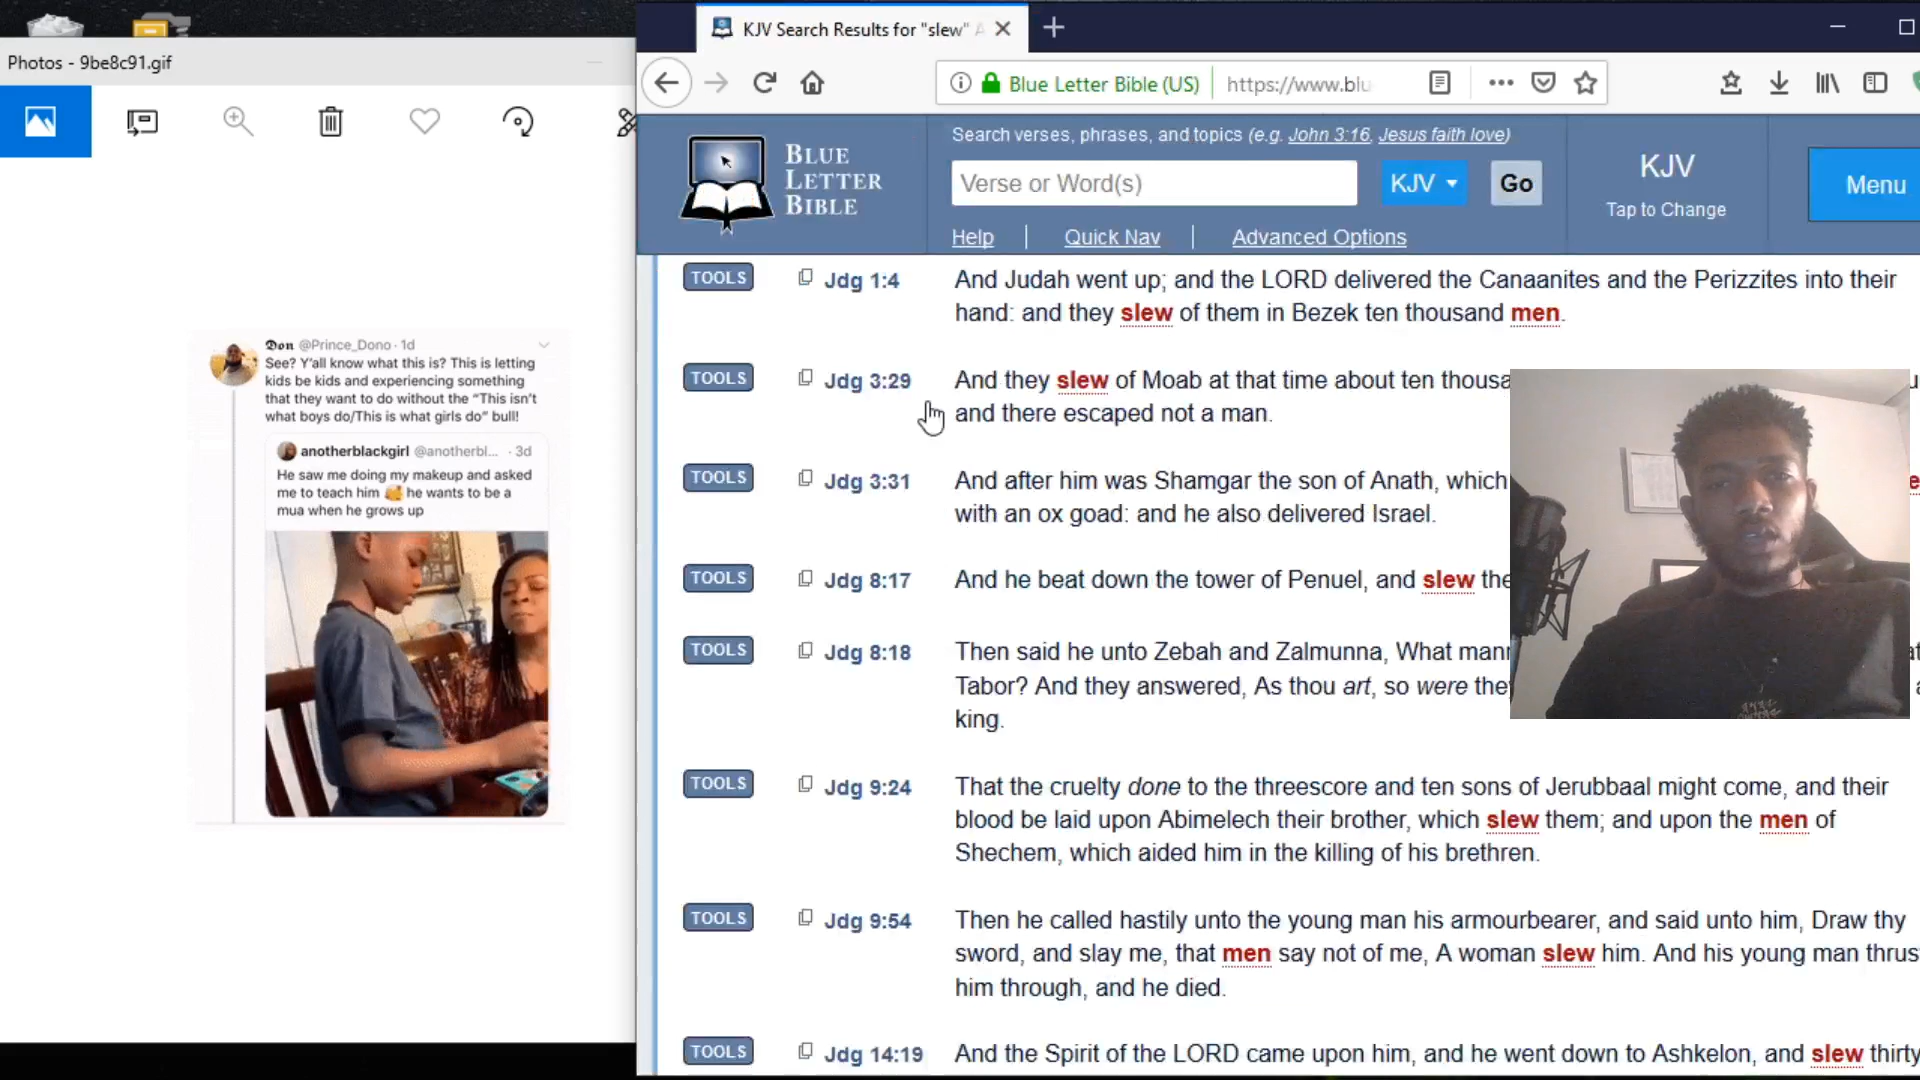 Photos - 9be8c91.gif
Don @Prince_Dono · 1d
See? Y'all know what this is? This is letting
kids be kids and experiencing something
that they want to do without the "This isn't
what boys do/This is what girls do" bull!
anotherblackgirl @anotherbl... · 3d
He saw me doing my makeup and asked
me to teach him 🥰 he wants to be a
mua when he grows up
KJV Search Results for "slew" A
Blue Letter Bible (US)
https://www.blu
BLUE
LETTER
BIBLE
Search verses, phrases, and topics (e.g. John 3:16, Jesus faith love)
Verse or Word(s)
KJV
Go
Help
Quick Nav
Advanced Options
KJV
Tap to Change
Menu
TOOLS Jdg 1:4 And Judah went up; and the LORD delivered the Canaanites and the Perizzites into their
hand: and they slew of them in Bezek ten thousand men.
TOOLS Jdg 3:29 And they slew of Moab at that time about ten thousa
and there escaped not a man.
TOOLS Jdg 3:31 And after him was Shamgar the son of Anath, which
with an ox goad: and he also delivered Israel.
TOOLS Jdg 8:17 And he beat down the tower of Penuel, and slew the
TOOLS Jdg 8:18 Then said he unto Zebah and Zalmunna, What mann
Tabor? And they answered, As thou art, so were they
king.
TOOLS Jdg 9:24 That the cruelty done to the threescore and ten sons of Jerubbaal might come, and their
blood be laid upon Abimelech their brother, which slew them; and upon the men of
Shechem, which aided him in the killing of his brethren.
TOOLS Jdg 9:54 Then he called hastily unto the young man his armourbearer, and said unto him, Draw thy
sword, and slay me, that men say not of me, A woman slew him. And his young man thrus
him through, and he died.
TOOLS Jdg 14:19 And the Spirit of the LORD came upon him, and he went down to Ashkelon, and slew thirty